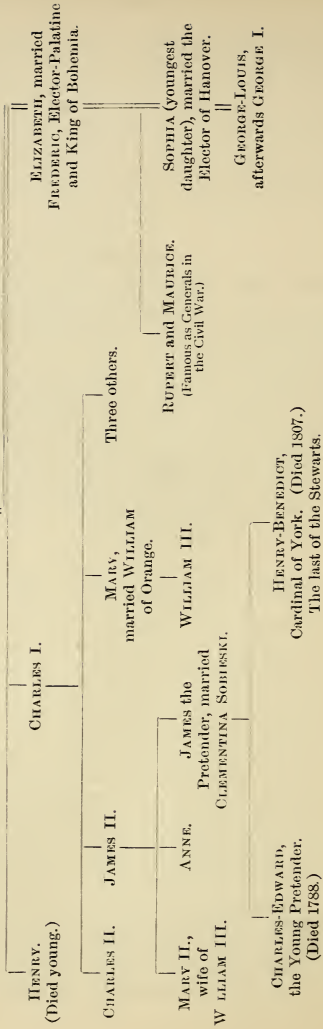 HENRY.
(Died young.)
CHARLES I.
ELIZABETH, married
FREDERIC, Elector-Palatine
and King of Bohemia.
CHARLES II.
JAMES II.
MARY,
married WILLIAM
of Orange.
Three others.
RUPERT and MAURICE.
(Famous as Generals in
the Civil War.)
SOPHIA (youngest
daughter), married the
Elector of Hanover.
MARY II.,
wife of
W LLIAM III.
ANNE.
JAMES the
Pretender, married
CLEMENTINA SOBIESKI.
WILLIAM III.
GEORGE-LOUIS,
afterwards GEORGE I.
CHARLES-EDWARD,
the Young Pretender.
(Died 1788.)
HENRY-BENEDICT,
Cardinal of York. (Died 1807.)
The last of the Stewarts.